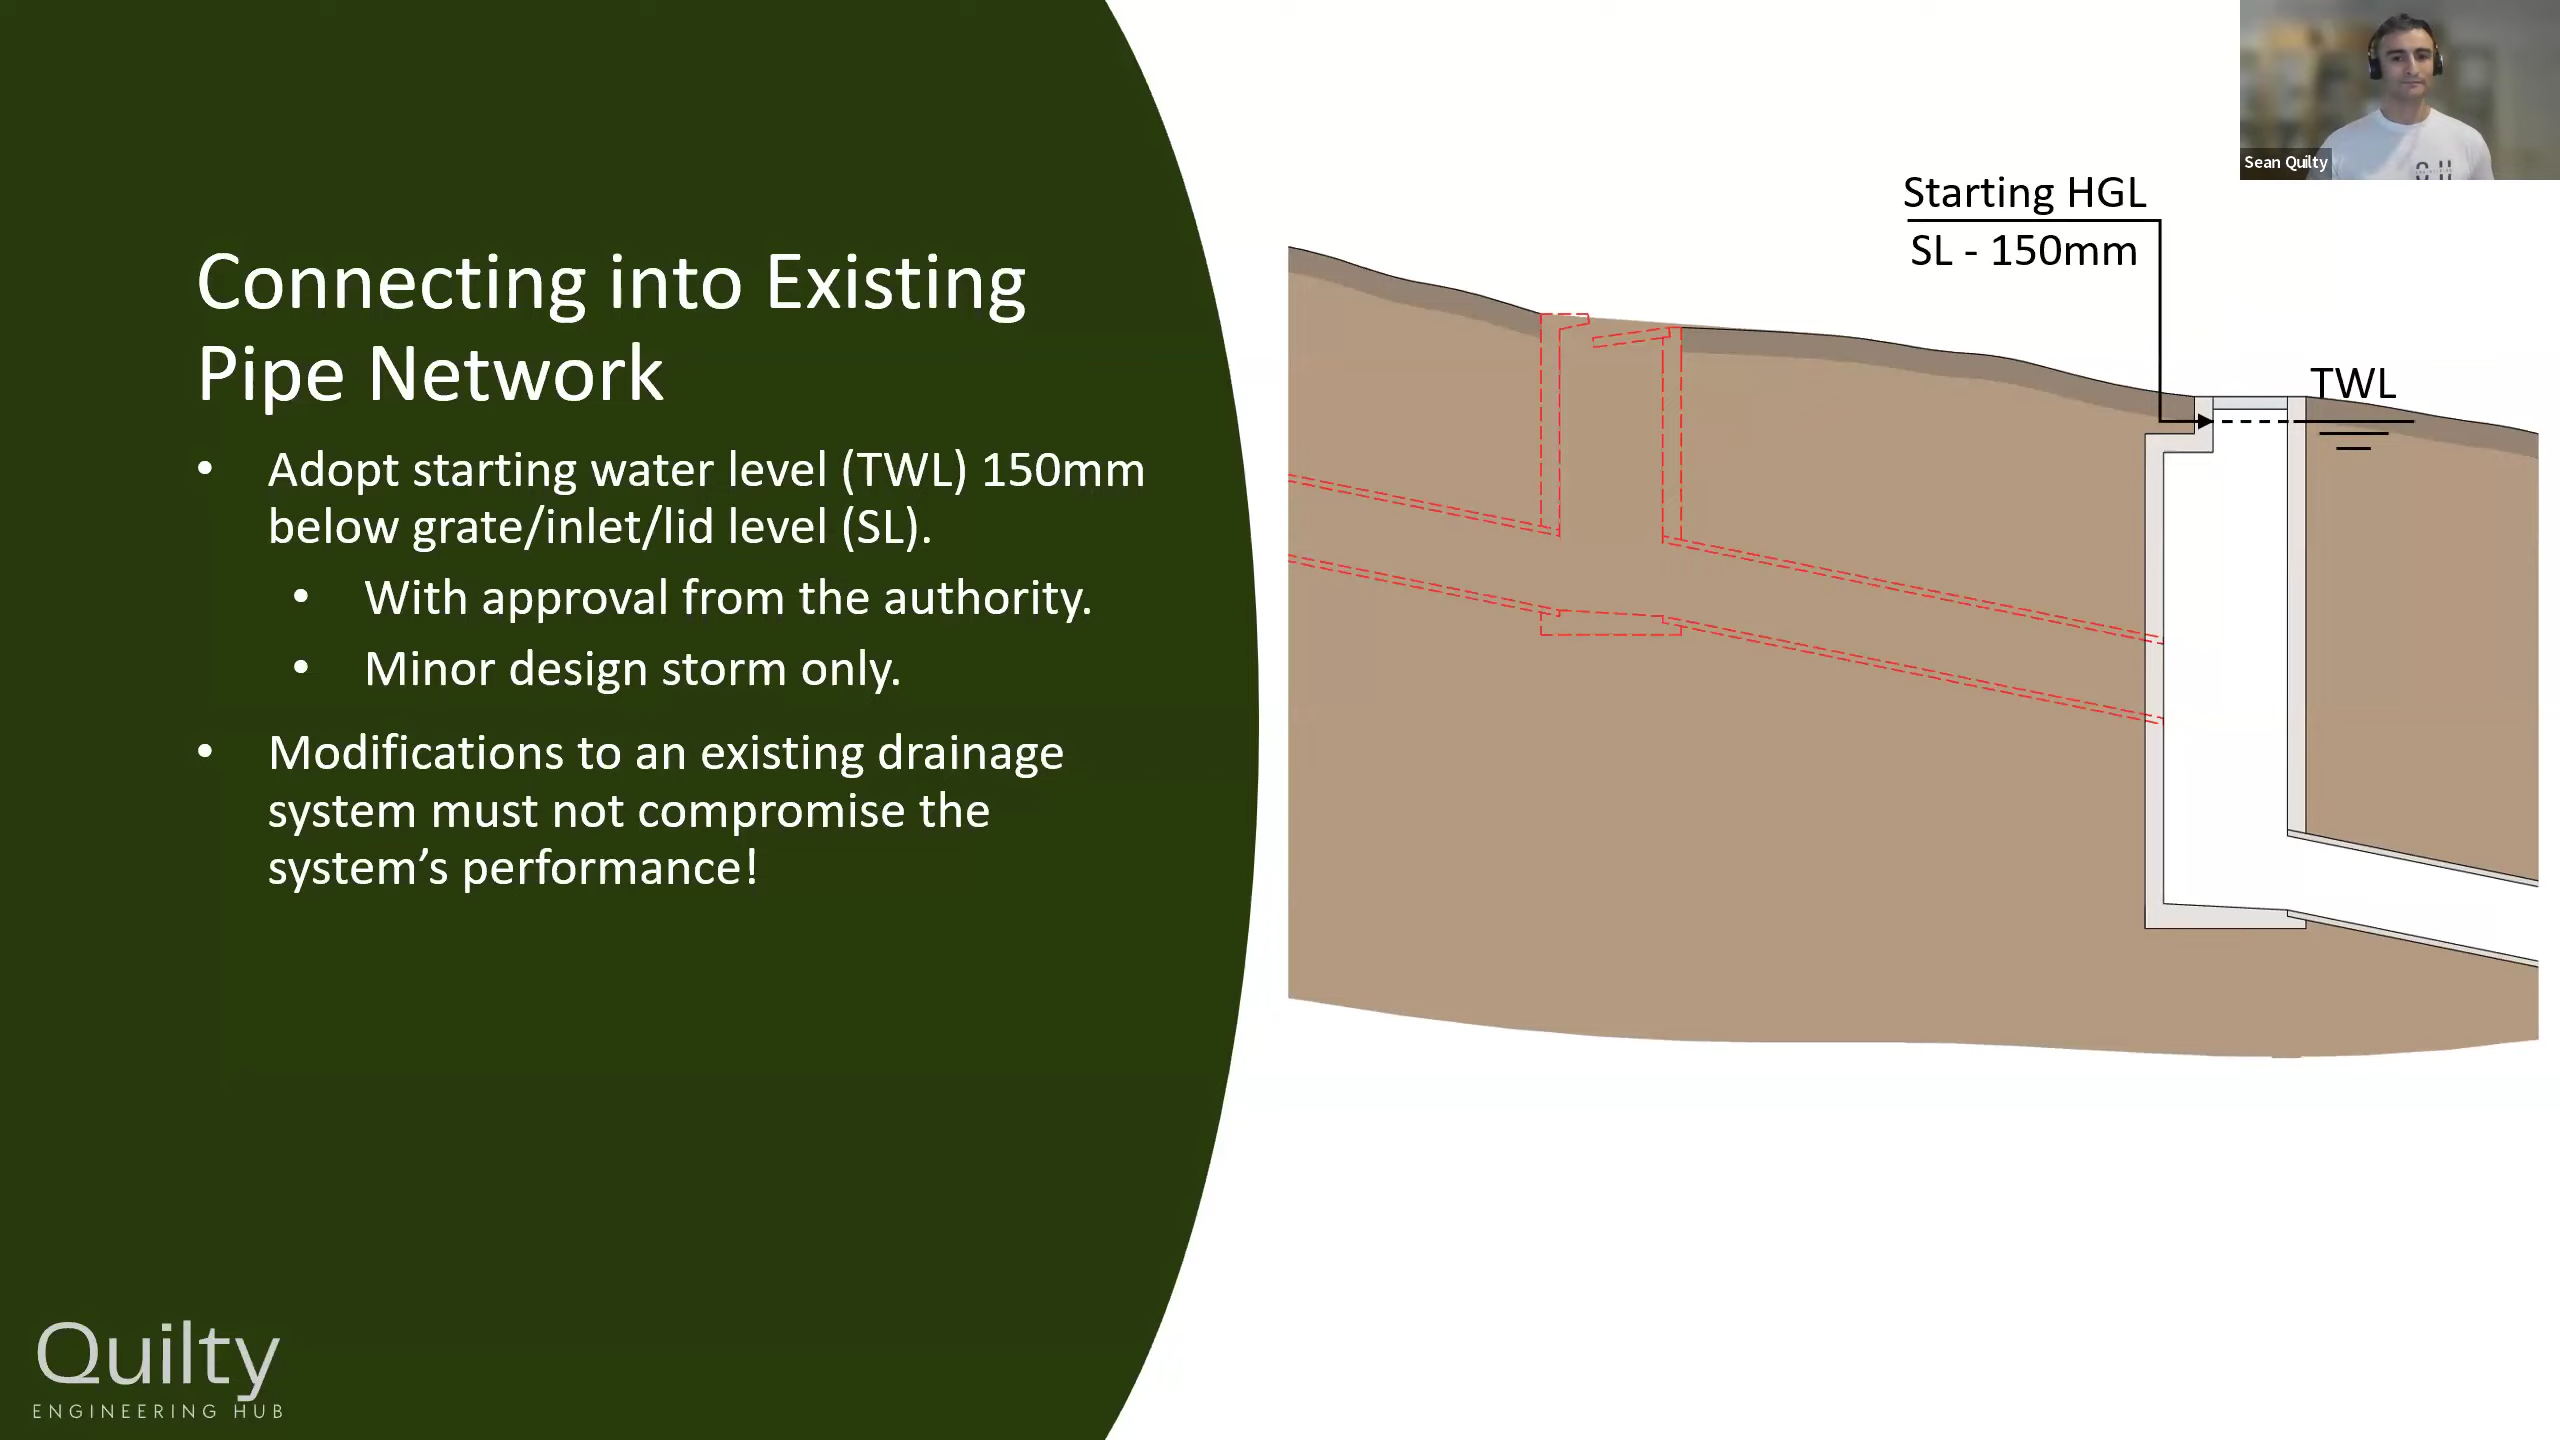 Sean Quilty
Starting HGL
SL - 150mm
TWL
Connecting into Existing
Pipe Network
• Adopt starting water level (TWL) 150mm
below grate/inlet/lid level (SL).
• With approval from the authority.
• Minor design storm only.
• Modifications to an existing drainage
system must not compromise the
system’s performance!
Quilty
ENGINEERING HUB